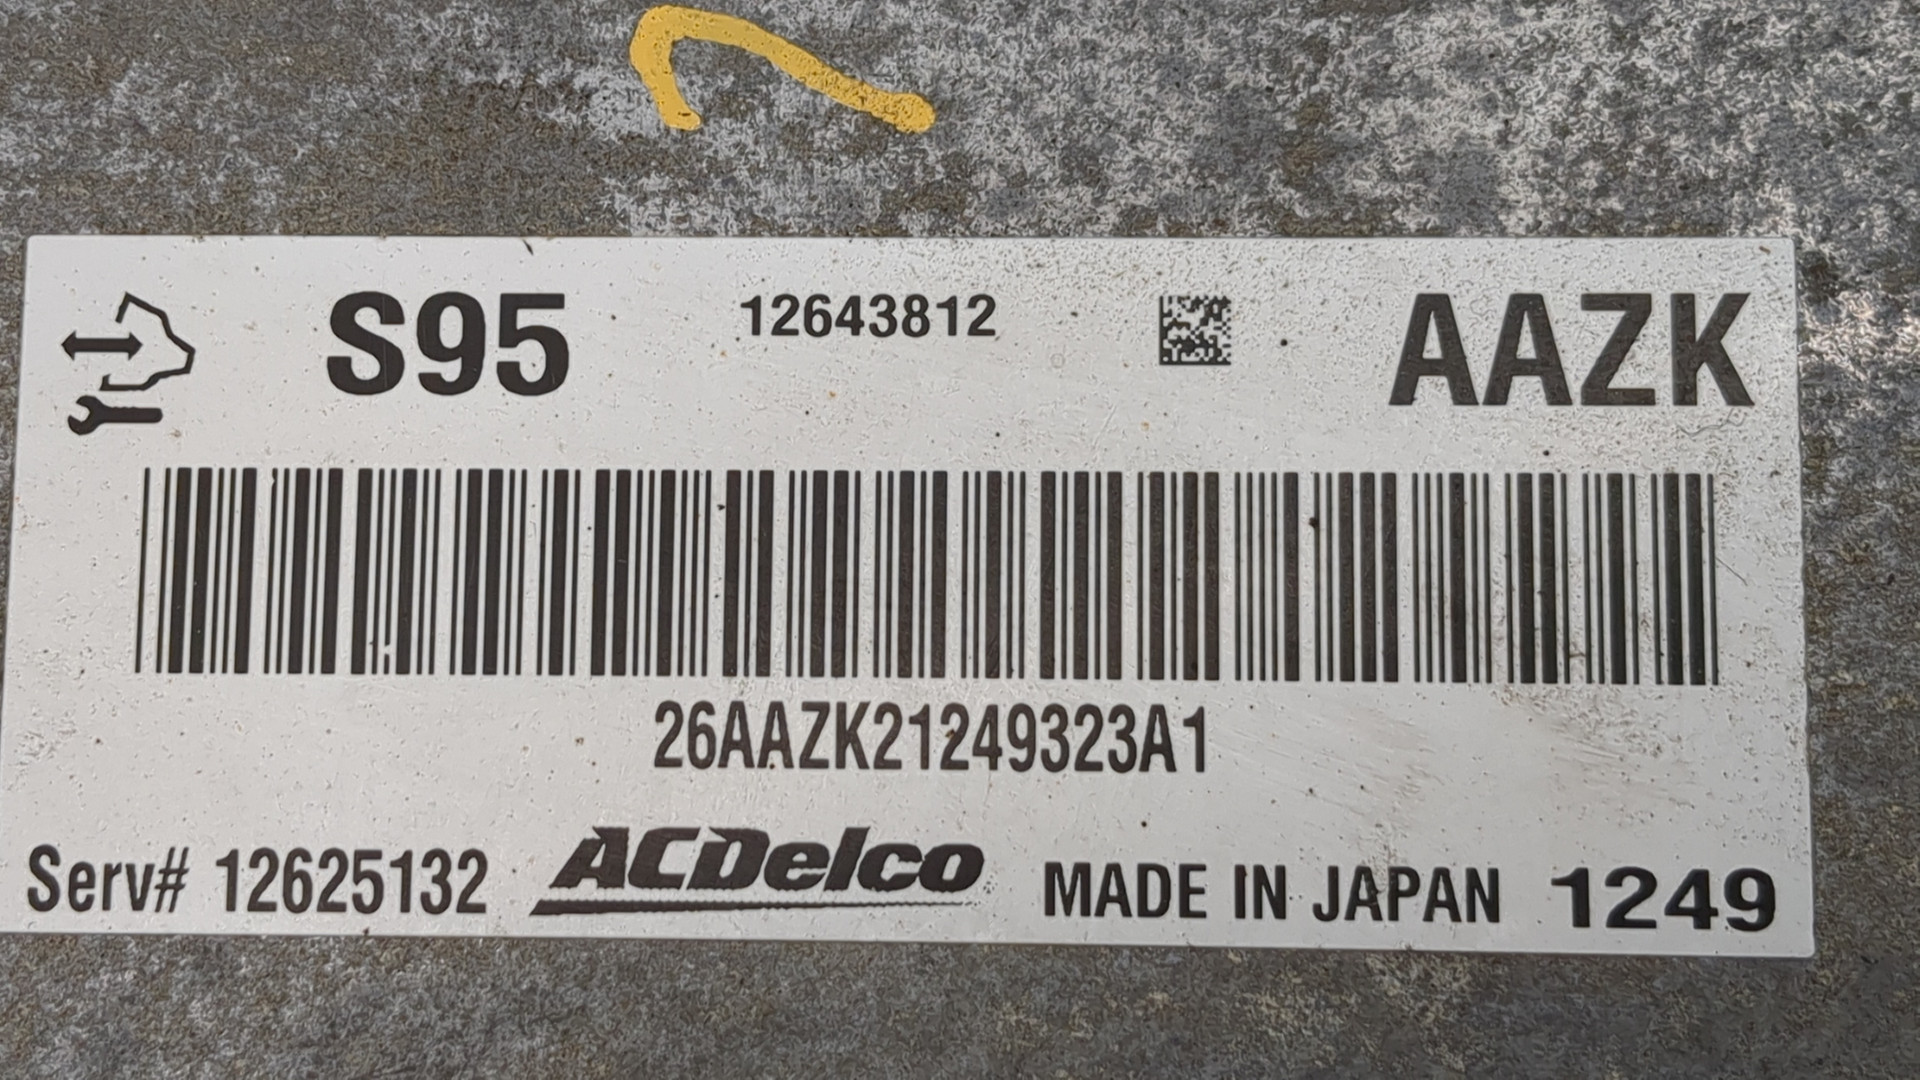 S95 12643812 AAZK
26AAZK21249323A1
Serv# 12625132 ACDelco MADE IN JAPAN 1249